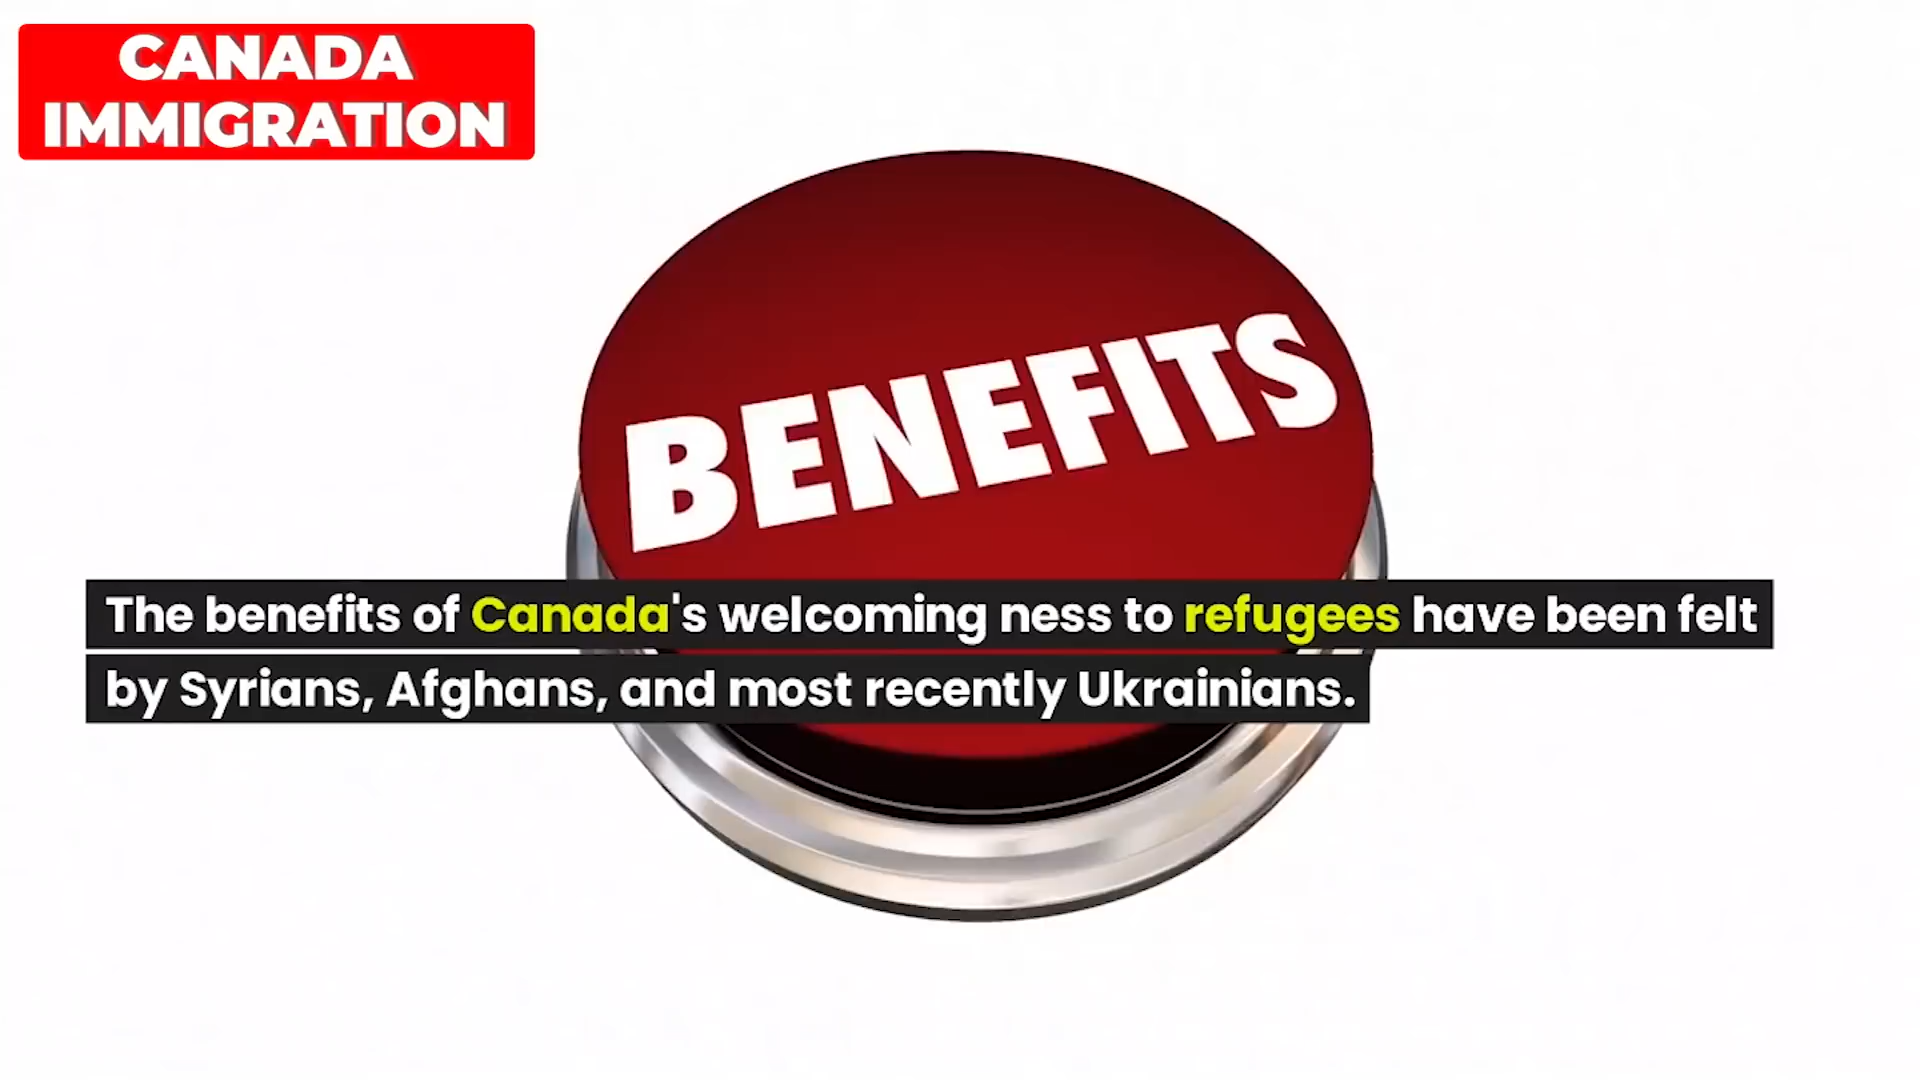 CANADA
IMMIGRATION
BENEFITS
The benefits of Canada's welcoming ness to refugees have been felt
by Syrians, Afghans, and most recently Ukrainians.